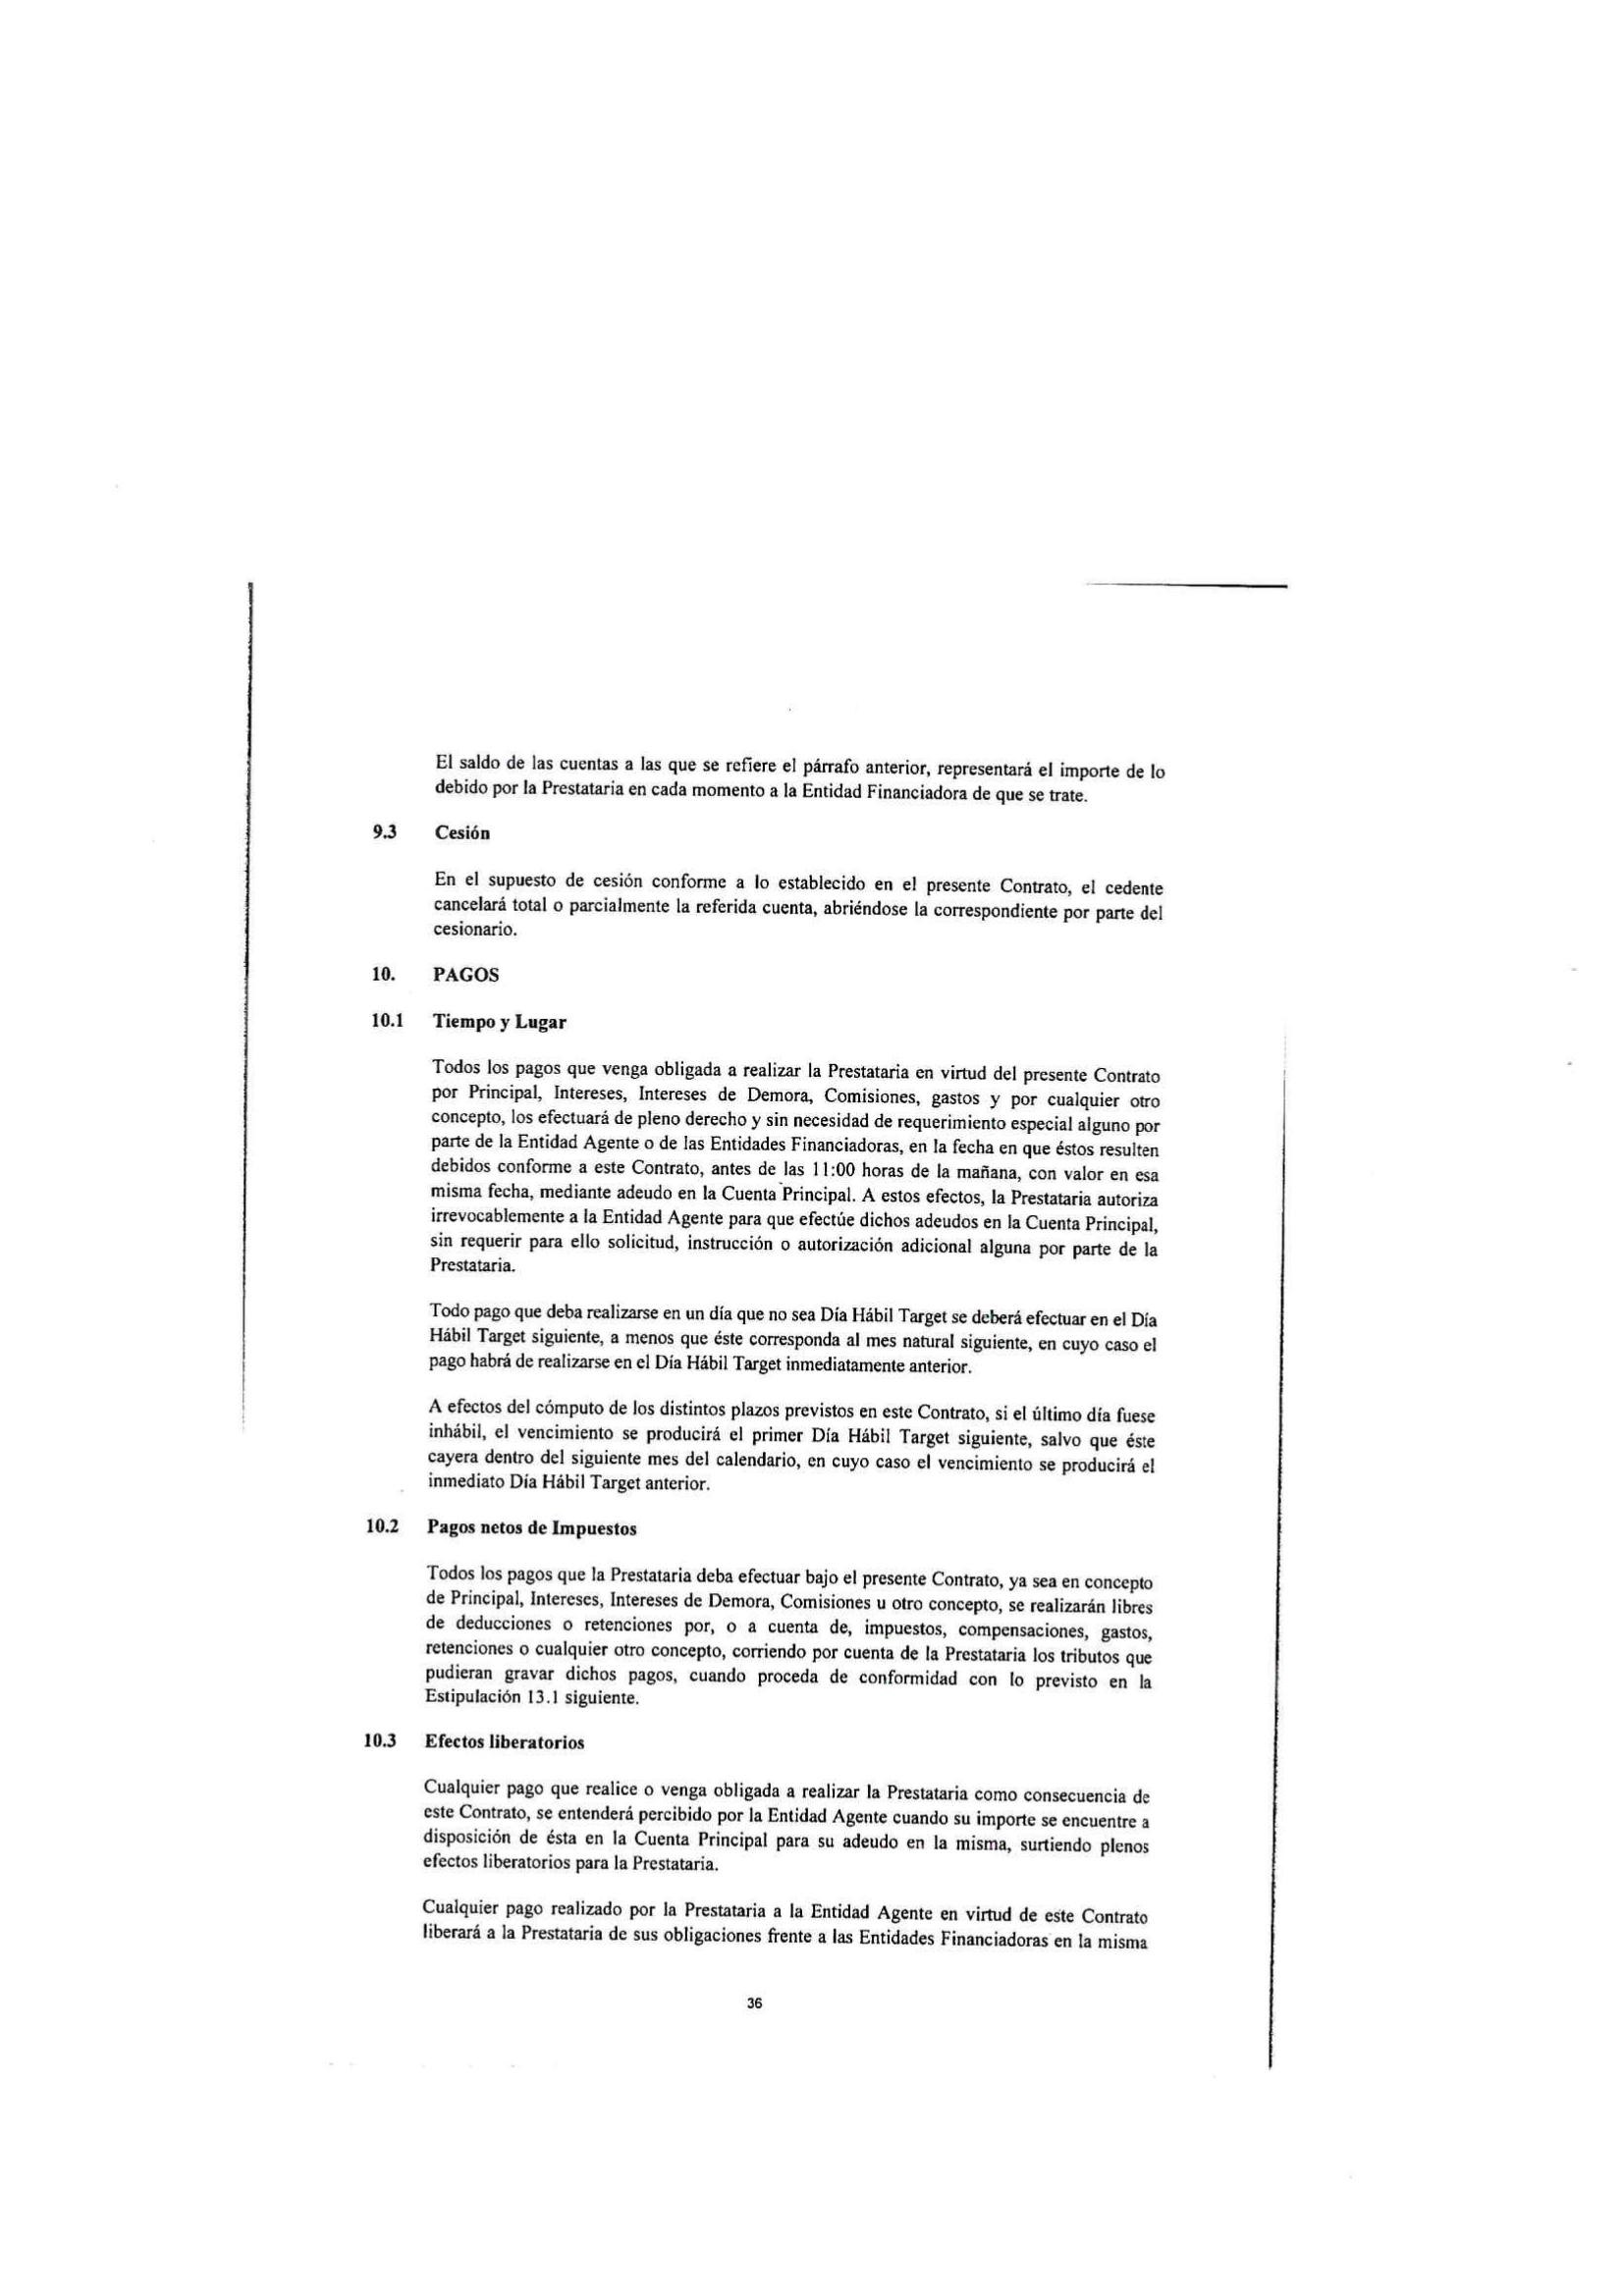 El saldo de las cuentas a las que se refiere el párrafo anterior, representará el importe de lo
debido por la Prestataria en cada momento a la Entidad Financiadora de que se trate.
9.3 Cesión
En el supuesto de cesión conforme a lo establecido en el presente Contrato, el cedente
cancelará total o parcialmente la referida cuenta, abriéndose la correspondiente por parte del
cesionario.
10. PAGOS
10.1 Tiempo y Lugar
Todos los pagos que venga obligada a realizar la Prestataria en virtud del presente Contrato
por Principal, Intereses, Intereses de Demora, Comisiones, gastos y por cualquier otro
concepto, los efectuará de pleno derecho y sin necesidad de requerimiento especial alguno por
parte de la Entidad Agente o de las Entidades Financiadoras, en la fecha en que éstos resulten
debidos conforme a este Contrato, antes de las 11:00 horas de la mañana, con valor en esa
misma fecha, mediante adeudo en la Cuenta Principal. A estos efectos, la Prestataria autoriza
irrevocablemente a la Entidad Agente para que efectúe dichos adeudos en la Cuenta Principal,
sin requerir para ello solicitud, instrucción o autorización adicional alguna por parte de la
Prestataria.
Todo pago que deba realizarse en un día que no sea Día Hábil Target se deberá efectuar en el Día
Hábil Target siguiente, a menos que éste corresponda al mes natural siguiente, en cuyo caso el
pago habrá de realizarse en el Día Hábil Target inmediatamente anterior.
A efectos del cómputo de los distintos plazos previstos en este Contrato, si el último día fuese
inhábil, el vencimiento se producirá el primer Día Hábil Target siguiente, salvo que éste
cayera dentro del siguiente mes del calendario, en cuyo caso el vencimiento se producirá el
inmediato Día Hábil Target anterior.
10.2 Pagos netos de Impuestos
Todos los pagos que la Prestataria deba efectuar bajo el presente Contrato, ya sea en concepto
de Principal, Intereses, Intereses de Demora, Comisiones u otro concepto, se realizarán libres
de deducciones o retenciones por, o a cuenta de, impuestos, compensaciones, gastos,
retenciones o cualquier otro concepto, corriendo por cuenta de la Prestataria los tributos que
pudieran gravar dichos pagos, cuando proceda de conformidad con lo previsto en la
Estipulación 13.1 siguiente.
10.3 Efectos liberatorios
Cualquier pago que realice o venga obligada a realizar la Prestataria como consecuencia de
este Contrato, se entenderá percibido por la Entidad Agente cuando su importe se encuentre a
disposición de ésta en la Cuenta Principal para su adeudo en la misma, surtiendo plenos
efectos liberatorios para la Prestataria.
Cualquier pago realizado por la Prestataria a la Entidad Agente en virtud de este Contrato
liberará a la Prestataria de sus obligaciones frente a las Entidades Financiadoras en la misma
36